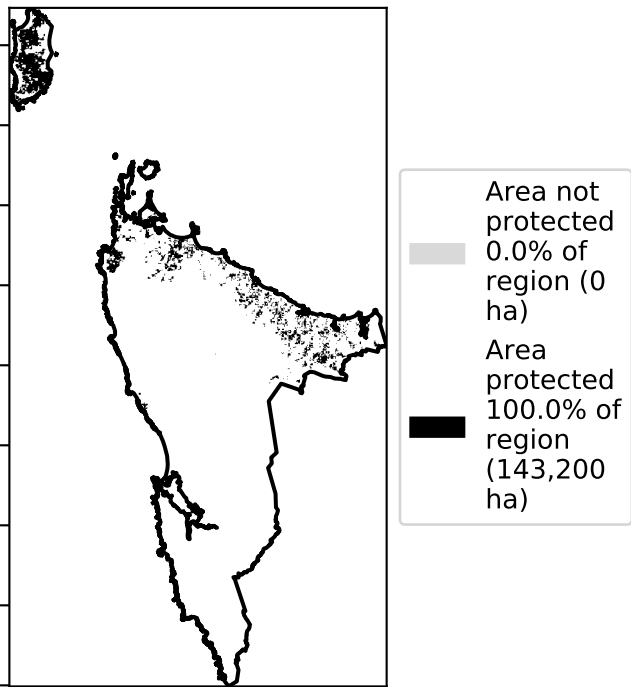 Area not
protected
0.0% of
region (0
ha)
Area
protected
100.0% of
region
(143,200
ha)